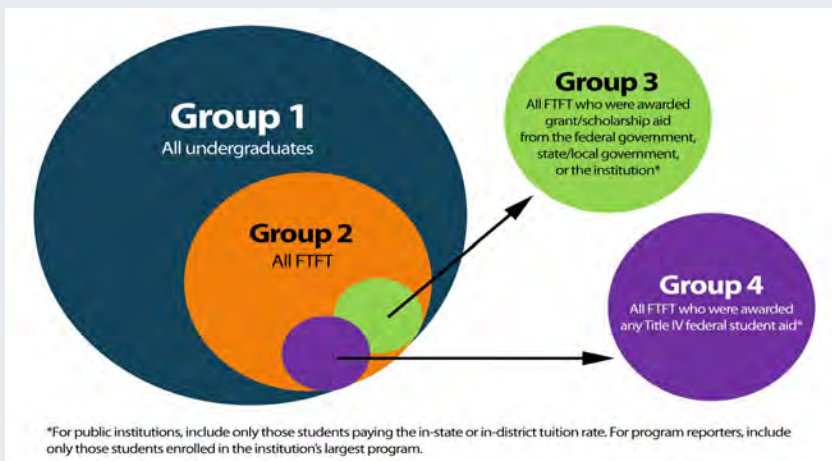 Group 1
All undergraduates
Group 2
All FTFT
Group 3
All FTFT who were awarded
grant/scholarship aid
from the federal government,
state/local government,
or the institution*
Group 4
All FTFT who were awarded
any Title IV federal student aid*
*For public institutions, include only those students paying the in-state or in-district tuition rate. For program reporters, include
only those students enrolled in the institution's largest program.